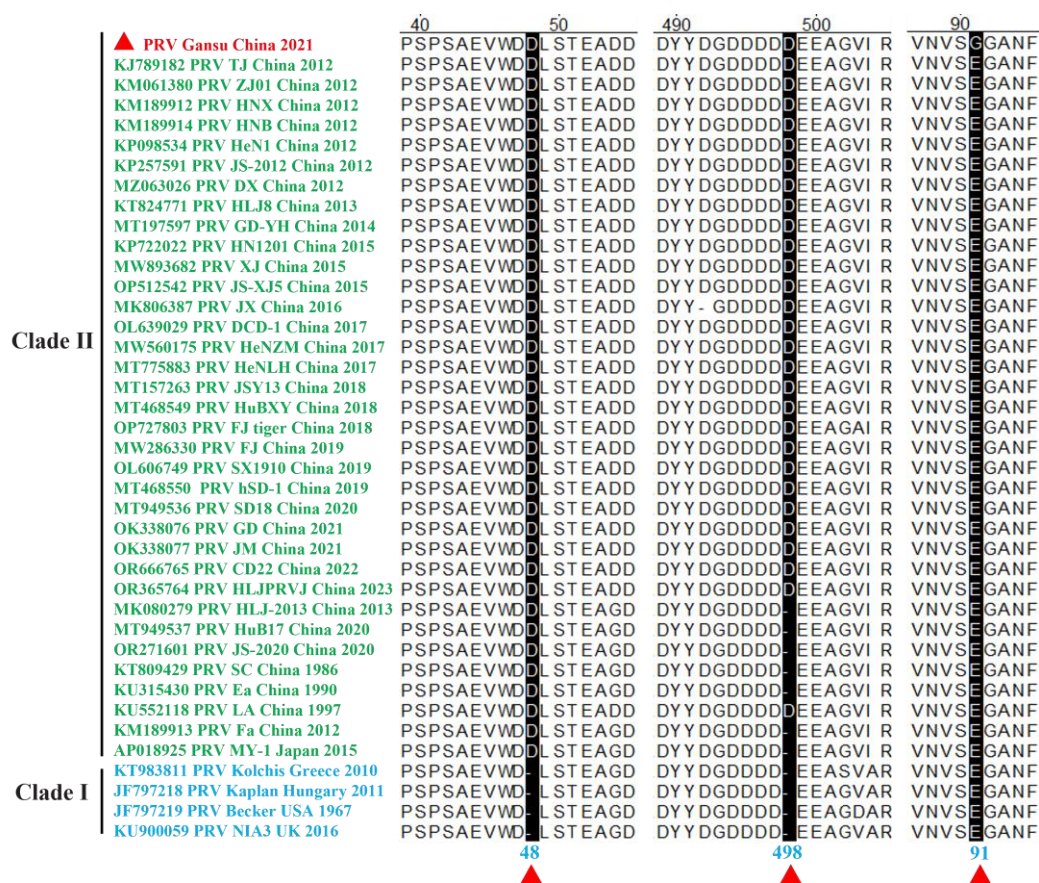 40 50 490 500 90
PRV Gansu China 2021 PSPSAEVWDDLSTEADD DYYDGDDDDDEEAGVIR VNVSGGANF
KJ789182 PRV TJ China 2012 PSPSAEVWDDLSTEADD DYYDGDDDDDEEAGVIR VNVSEGANF
KM061380 PRV ZJ01 China 2012 PSPSAEVWDDLSTEADD DYYDGDDDDDEEAGVIR VNVSEGANF
KM189912 PRV HNX China 2012 PSPSAEVWDDLSTEADD DYYDGDDDDDEEAGVIR VNVSEGANF
KM189914 PRV HNB China 2012 PSPSAEVWDDLSTEADD DYYDGDDDDDEEAGVIR VNVSEGANF
KP098534 PRV HeN1 China 2012 PSPSAEVWDDLSTEADD DYYDGDDDDDEEAGVIR VNVSEGANF
KP257591 PRV JS-2012 China 2012 PSPSAEVWDDLSTEADD DYYDGDDDDDEEAGVIR VNVSEGANF
MZ063026 PRV DX China 2012 PSPSAEVWDDLSTEADD DYYDGDDDDDEEAGVIR VNVSEGANF
KT824771 PRV HLJ8 China 2013 PSPSAEVWDDLSTEADD DYYDGDDDDDEEAGVIR VNVSEGANF
MT197597 PRV GD-YH China 2014 PSPSAEVWDDLSTEADD DYYDGDDDDDEEAGVIR VNVSEGANF
KP722022 PRV HN1201 China 2015 PSPSAEVWDDLSTEADD DYYDGDDDDDEEAGVIR VNVSEGANF
MW893682 PRV XJ China 2015 PSPSAEVWDDLSTEADD DYYDGDDDDDEEAGVIR VNVSEGANF
OP512542 PRV JS-XJ5 China 2015 PSPSAEVWDDLSTEADD DYYDGDDDDDEEAGVIR VNVSEGANF
MK806387 PRV JX China 2016 PSPSAEVWDDLSTEADD DYY-GDDDDDEEAGVIR VNVSEGANF
OL639029 PRV DCD-1 China 2017 PSPSAEVWDDLSTEADD DYYDGDDDDDEEAGVIR VNVSEGANF
Clade II
MW560175 PRV HeNZM China 2017 PSPSAEVWDDLSTEADD DYYDGDDDDDEEAGVIR VNVSEGANF
MT775883 PRV HeNLH China 2017 PSPSAEVWDDLSTEADD DYYDGDDDDDEEAGVIR VNVSEGANF
MT157263 PRV JSY13 China 2018 PSPSAEVWDDLSTEADD DYYDGDDDDDEEAGVIR VNVSEGANF
MT468549 PRV HuBXY China 2018 PSPSAEVWDDLSTEADD DYYDGDDDDDEEAGVIR VNVSEGANF
OP727803 PRV FJ tiger China 2018 PSPSAEVWDDLSTEADD DYYDGDDDDDEEAGAIR VNVSEGANF
MW286330 PRV FJ China 2019 PSPSAEVWDDLSTEADD DYYDGDDDDDEEAGVIR VNVSEGANF
OL606749 PRV SX1910 China 2019 PSPSAEVWDDLSTEADD DYYDGDDDDDEEAGVIR VNVSEGANF
MT468550 PRV hSD-1 China 2019 PSPSAEVWDDLSTEADD DYYDGDDDDDEEAGVIR VNVSEGANF
MT949536 PRV SD18 China 2020 PSPSAEVWDDLSTEADD DYYDGDDDDDEEAGVIR VNVSEGANF
OK338076 PRV GD China 2021 PSPSAEVWDDLSTEADD DYYDGDDDDDEEAGVIR VNVSEGANF
OK338077 PRV JM China 2021 PSPSAEVWDDLSTEADD DYYDGDDDDDEEAGVIR VNVSEGANF
OR666765 PRV CD22 China 2022 PSPSAEVWDDLSTEADD DYYDGDDDDDEEAGVIR VNVSEGANF
OR365764 PRV HLJPRVJ China 2023 PSPSAEVWDDLSTEADD DYYDGDDDDDEEAGVIR VNVSEGANF
MK080279 PRV HLJ-2013 China 2013 PSPSAEVWDDLSTEAGD DYYDGDDDD-EEAGVIR VNVSEGANF
MT949537 PRV HuB17 China 2020 PSPSAEVWDDLSTEAGD DYYDGDDDD-EEAGVIR VNVSEGANF
OR271601 PRV JS-2020 China 2020 PSPSAEVWDDLSTEAGD DYYDGDDDD-EEAGVIR VNVSEGANF
KT809429 PRV SC China 1986 PSPSAEVWDDLSTEAGD DYYDGDDDD-EEAGVIR VNVSEGANF
KU315430 PRV Ea China 1990 PSPSAEVWDDLSTEAGD DYYDGDDDD-EEAGVIR VNVSEGANF
KU552118 PRV LA China 1997 PSPSAEVWDDLSTEAGD DYYDGDDDDDEEAGVIR VNVSEGANF
KM189913 PRV Fa China 2012 PSPSAEVWDDLSTEAGD DYYDGDDDD-EEAGVIR VNVSEGANF
AP018925 PRV MY-1 Japan 2015 PSPSAEVWDDLSTEAGD DYYDGDDDD-EEAGVIR VNVSEGANF
KT983811 PRV Kolchis Greece 2010 PSPSAEVWD-LSTEAGD DYYDGDDDD-EEASVAR VNVSEGANF
Clade I
JF797218 PRV Kaplan Hungary 2011 PSPSAEVWD-LSTEAGD DYYDGDDDD-EEAGVAR VNVSEGANF
JF797219 PRV Becker USA 1967 PSPSAEVWD-LSTEAGD DYYDGDDDD-EEAGDAR VNVSEGANF
KU900059 PRV NIA3 UK 2016 PSPSAEVWD-LSTEAGD DYYDGDDDD-EEAGVAR VNVSEGANF
48 498 91